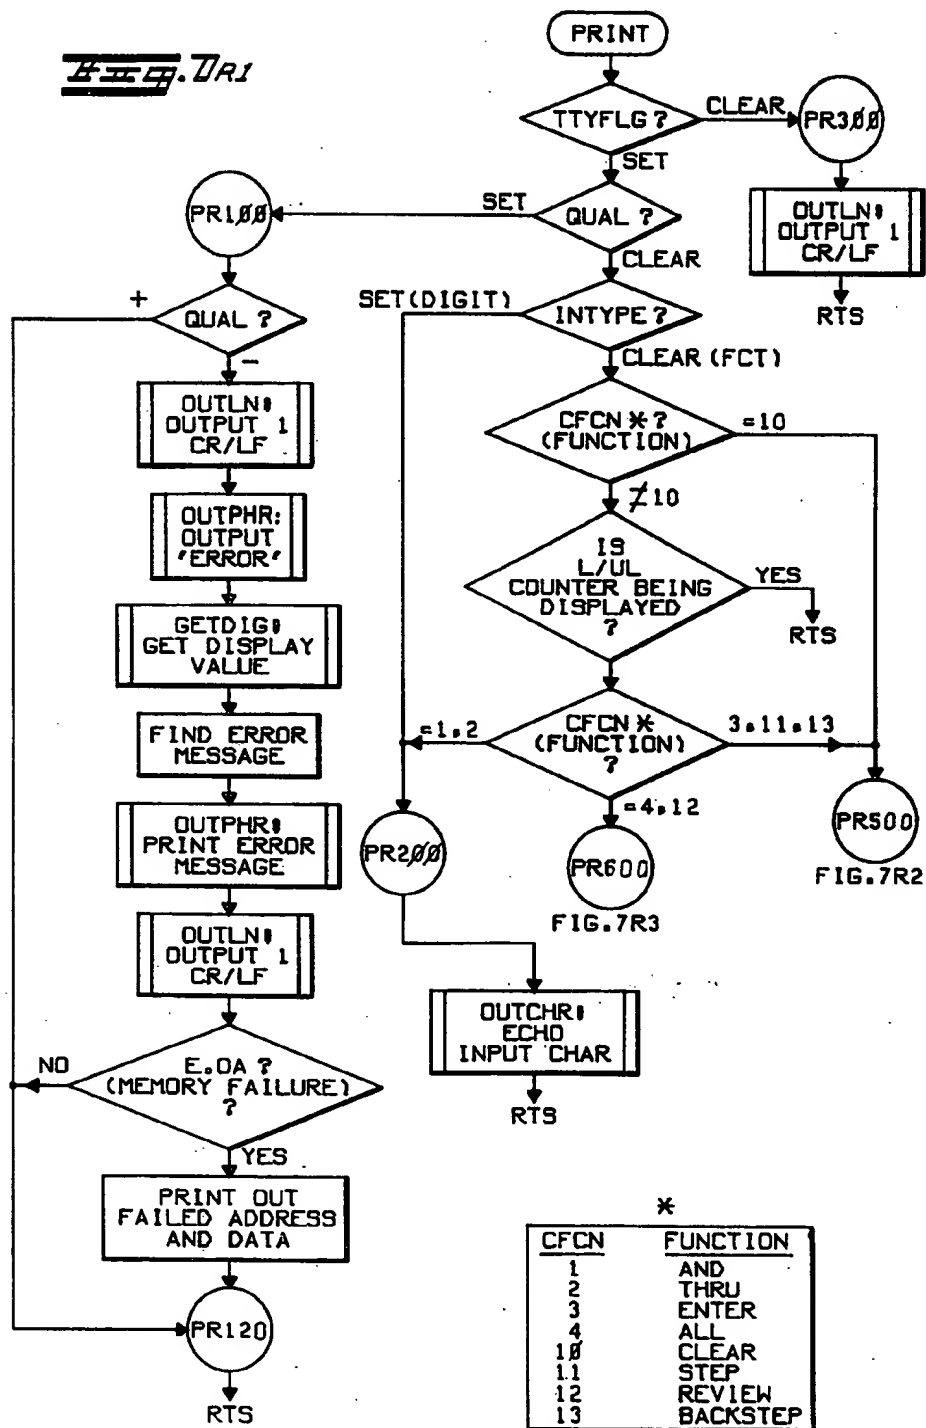 Fig. 7R1
PRINT
TTYFLG ?
CLEAR
PR3ØØ
OUTLN:
OUTPUT 1
CR/LF
RTS
SET
QUAL ?
SET
PR1ØØ
CLEAR
INTYPE ?
SET(DIGIT)
CLEAR (FCT)
CFCN * ?
(FUNCTION)
=10
≠10
IS
L/UL
COUNTER BEING
DISPLAYED
?
YES
RTS
CFCN *
(FUNCTION)
?
=1,2
3,11,13
=4,12
PR2ØØ
PR600
FIG.7R3
PR500
FIG.7R2
OUTCHR:
ECHO
INPUT CHAR
RTS
QUAL ?
+
-
OUTLN:
OUTPUT 1
CR/LF
OUTPHR:
OUTPUT
'ERROR'
GETDIG:
GET DISPLAY
VALUE
FIND ERROR
MESSAGE
OUTPHR:
PRINT ERROR
MESSAGE
OUTLN:
OUTPUT 1
CR/LF
E.OA ?
(MEMORY FAILURE)
?
NO
YES
PRINT OUT
FAILED ADDRESS
AND DATA
PR120
RTS
*
CFCN FUNCTION
1 AND
2 THRU
3 ENTER
4 ALL
1Ø CLEAR
11 STEP
12 REVIEW
13 BACKSTEP